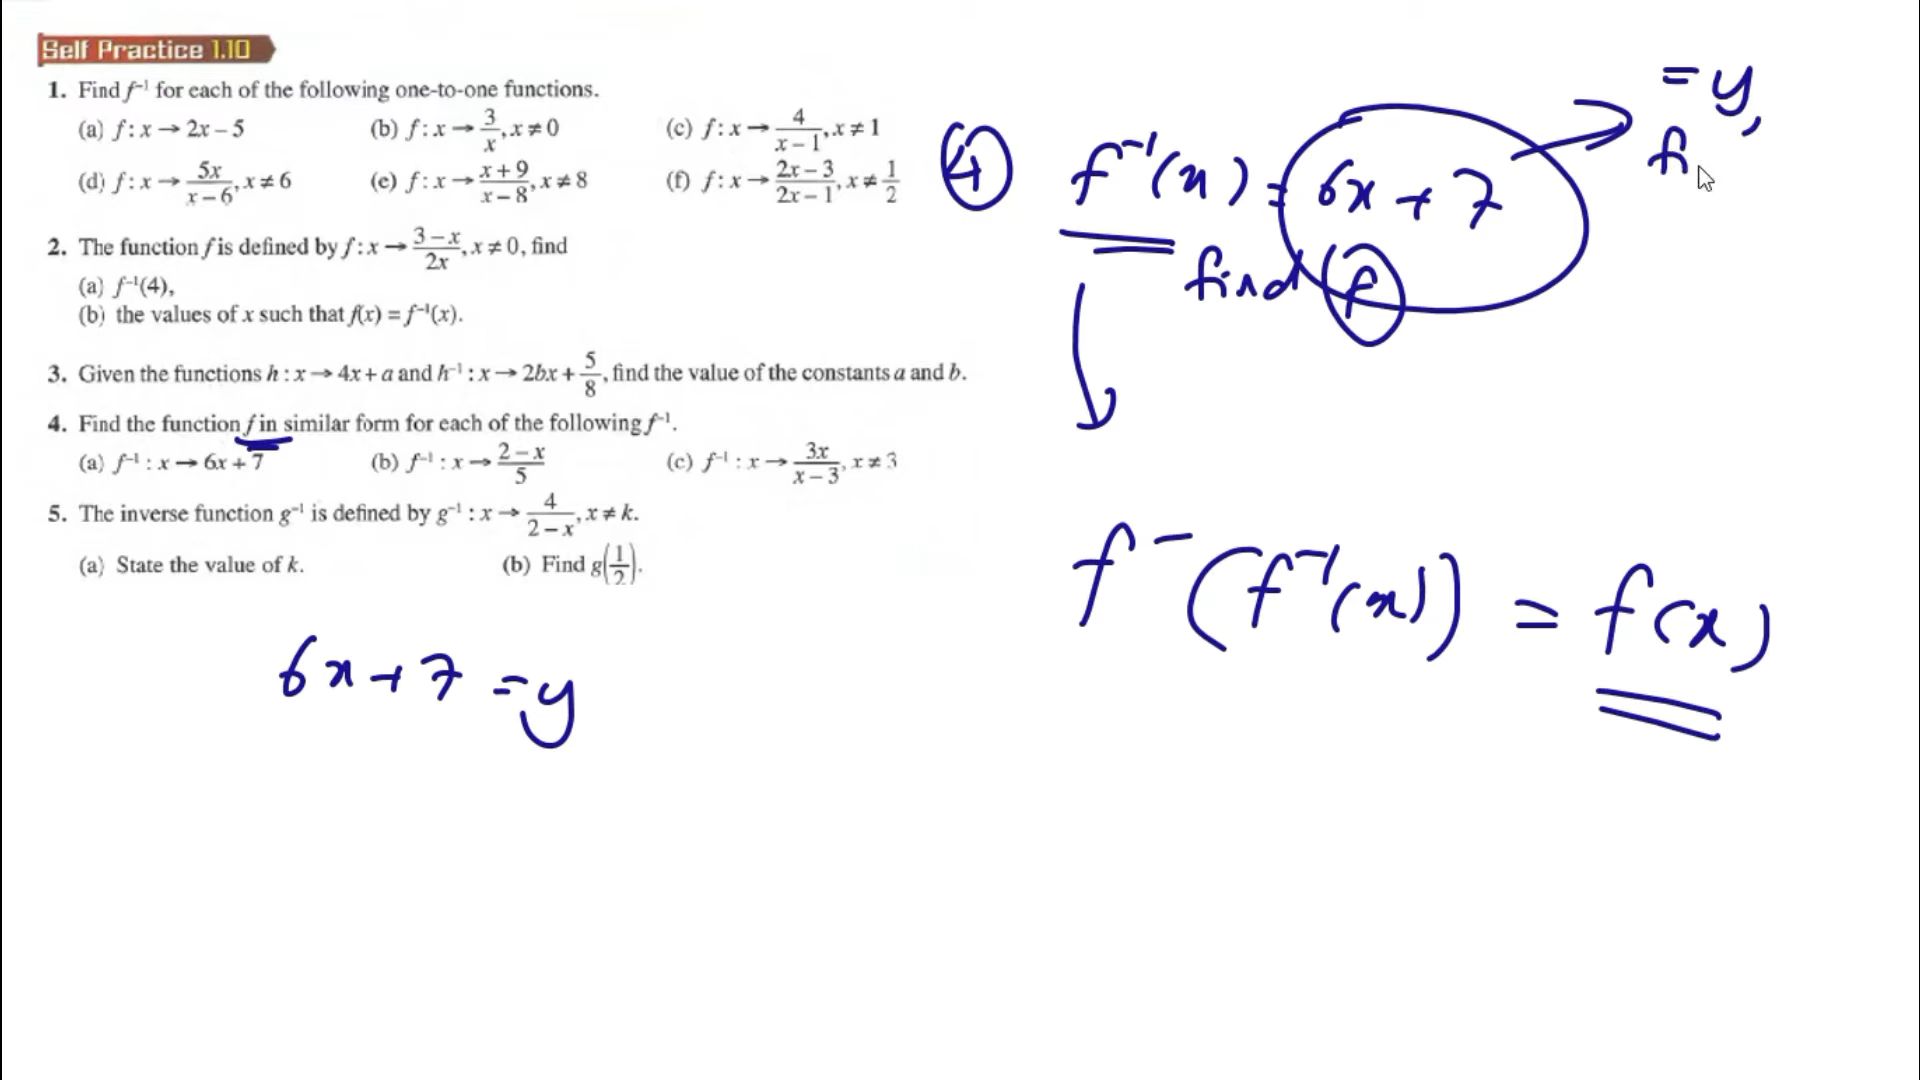 Self Practice 1.10
1. Find f⁻¹ for each of the following one-to-one functions.
(a) f : x → 2x – 5 (b) f : x → 3/x, x ≠ 0 (c) f : x → 4/(x – 1), x ≠ 1
(d) f : x → 5x/(x – 6), x ≠ 6 (e) f : x → (x + 9)/(x – 8), x ≠ 8 (f) f : x → (2x – 3)/(2x – 1), x ≠ 1/2
2. The function f is defined by f : x → (3 – x)/2x, x ≠ 0, find
(a) f⁻¹(4),
(b) the values of x such that f(x) = f⁻¹(x).
3. Given the functions h : x → 4x + a and h⁻¹ : x → 2bx + 5/8, find the value of the constants a and b.
4. Find the function f in similar form for each of the following f⁻¹.
(a) f⁻¹ : x → 6x + 7 (b) f⁻¹ : x → (2 – x)/5 (c) f⁻¹ : x → 3x/(x – 3), x ≠ 3
5. The inverse function g⁻¹ is defined by g⁻¹ : x → 4/(2 – x), x ≠ k.
(a) State the value of k. (b) Find g(1/2).
6x + 7 = y
= y,
fi
4 f⁻¹(x) = 6x + 7
find f
f⁻(f⁻¹(x)) = f(x)